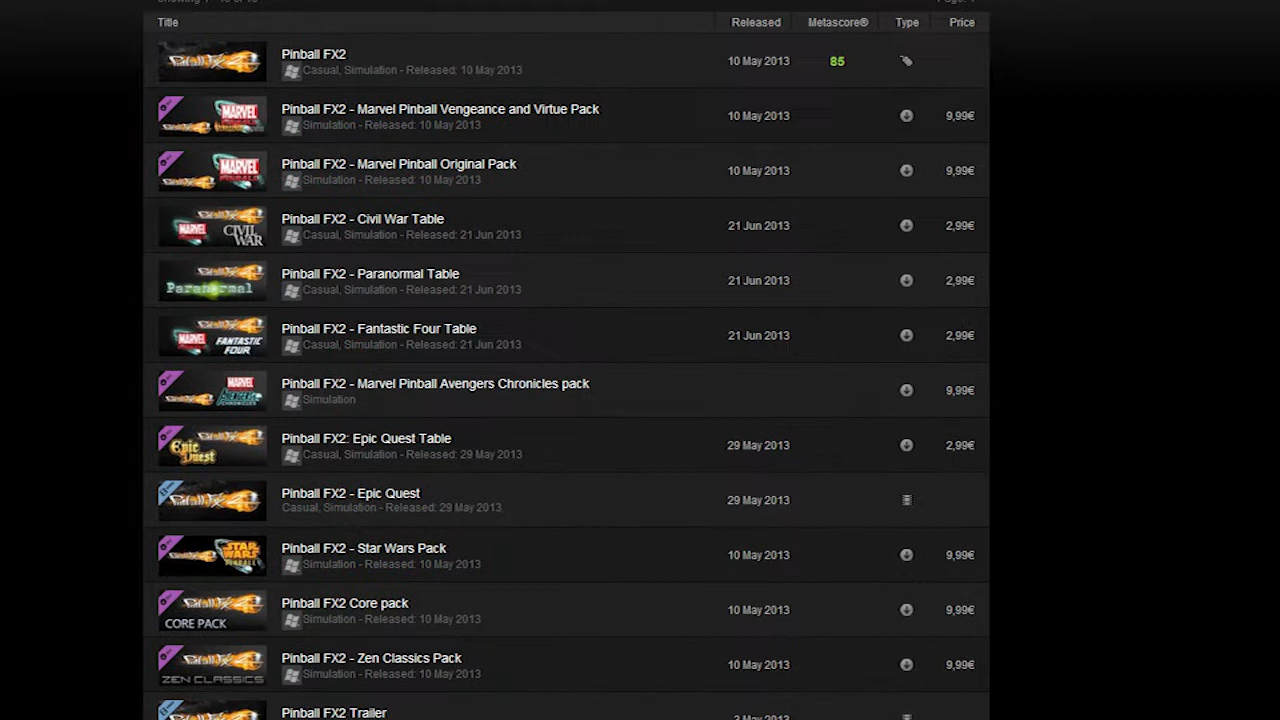 Title Released Metascore® Type Price
Pinball FX2
Casual, Simulation - Released: 10 May 2013
10 May 2013 85
Pinball FX2 - Marvel Pinball Vengeance and Virtue Pack
Simulation - Released: 10 May 2013
10 May 2013 9,99€
Pinball FX2 - Marvel Pinball Original Pack
Simulation - Released: 10 May 2013
10 May 2013 9,99€
Pinball FX2 - Civil War Table
Casual, Simulation - Released: 21 Jun 2013
21 Jun 2013 2,99€
Pinball FX2 - Paranormal Table
Casual, Simulation - Released: 21 Jun 2013
21 Jun 2013 2,99€
Pinball FX2 - Fantastic Four Table
Casual, Simulation - Released: 21 Jun 2013
21 Jun 2013 2,99€
Pinball FX2 - Marvel Pinball Avengers Chronicles pack
Simulation
9,99€
Pinball FX2: Epic Quest Table
Casual, Simulation - Released: 29 May 2013
29 May 2013 2,99€
Pinball FX2 - Epic Quest
Casual, Simulation - Released: 29 May 2013
29 May 2013
Pinball FX2 - Star Wars Pack
Simulation - Released: 10 May 2013
10 May 2013 9,99€
Pinball FX2 Core pack
Simulation - Released: 10 May 2013
10 May 2013 9,99€
CORE PACK
Pinball FX2 - Zen Classics Pack
Simulation - Released: 10 May 2013
10 May 2013 9,99€
ZEN CLASSICS
Pinball FX2 Trailer